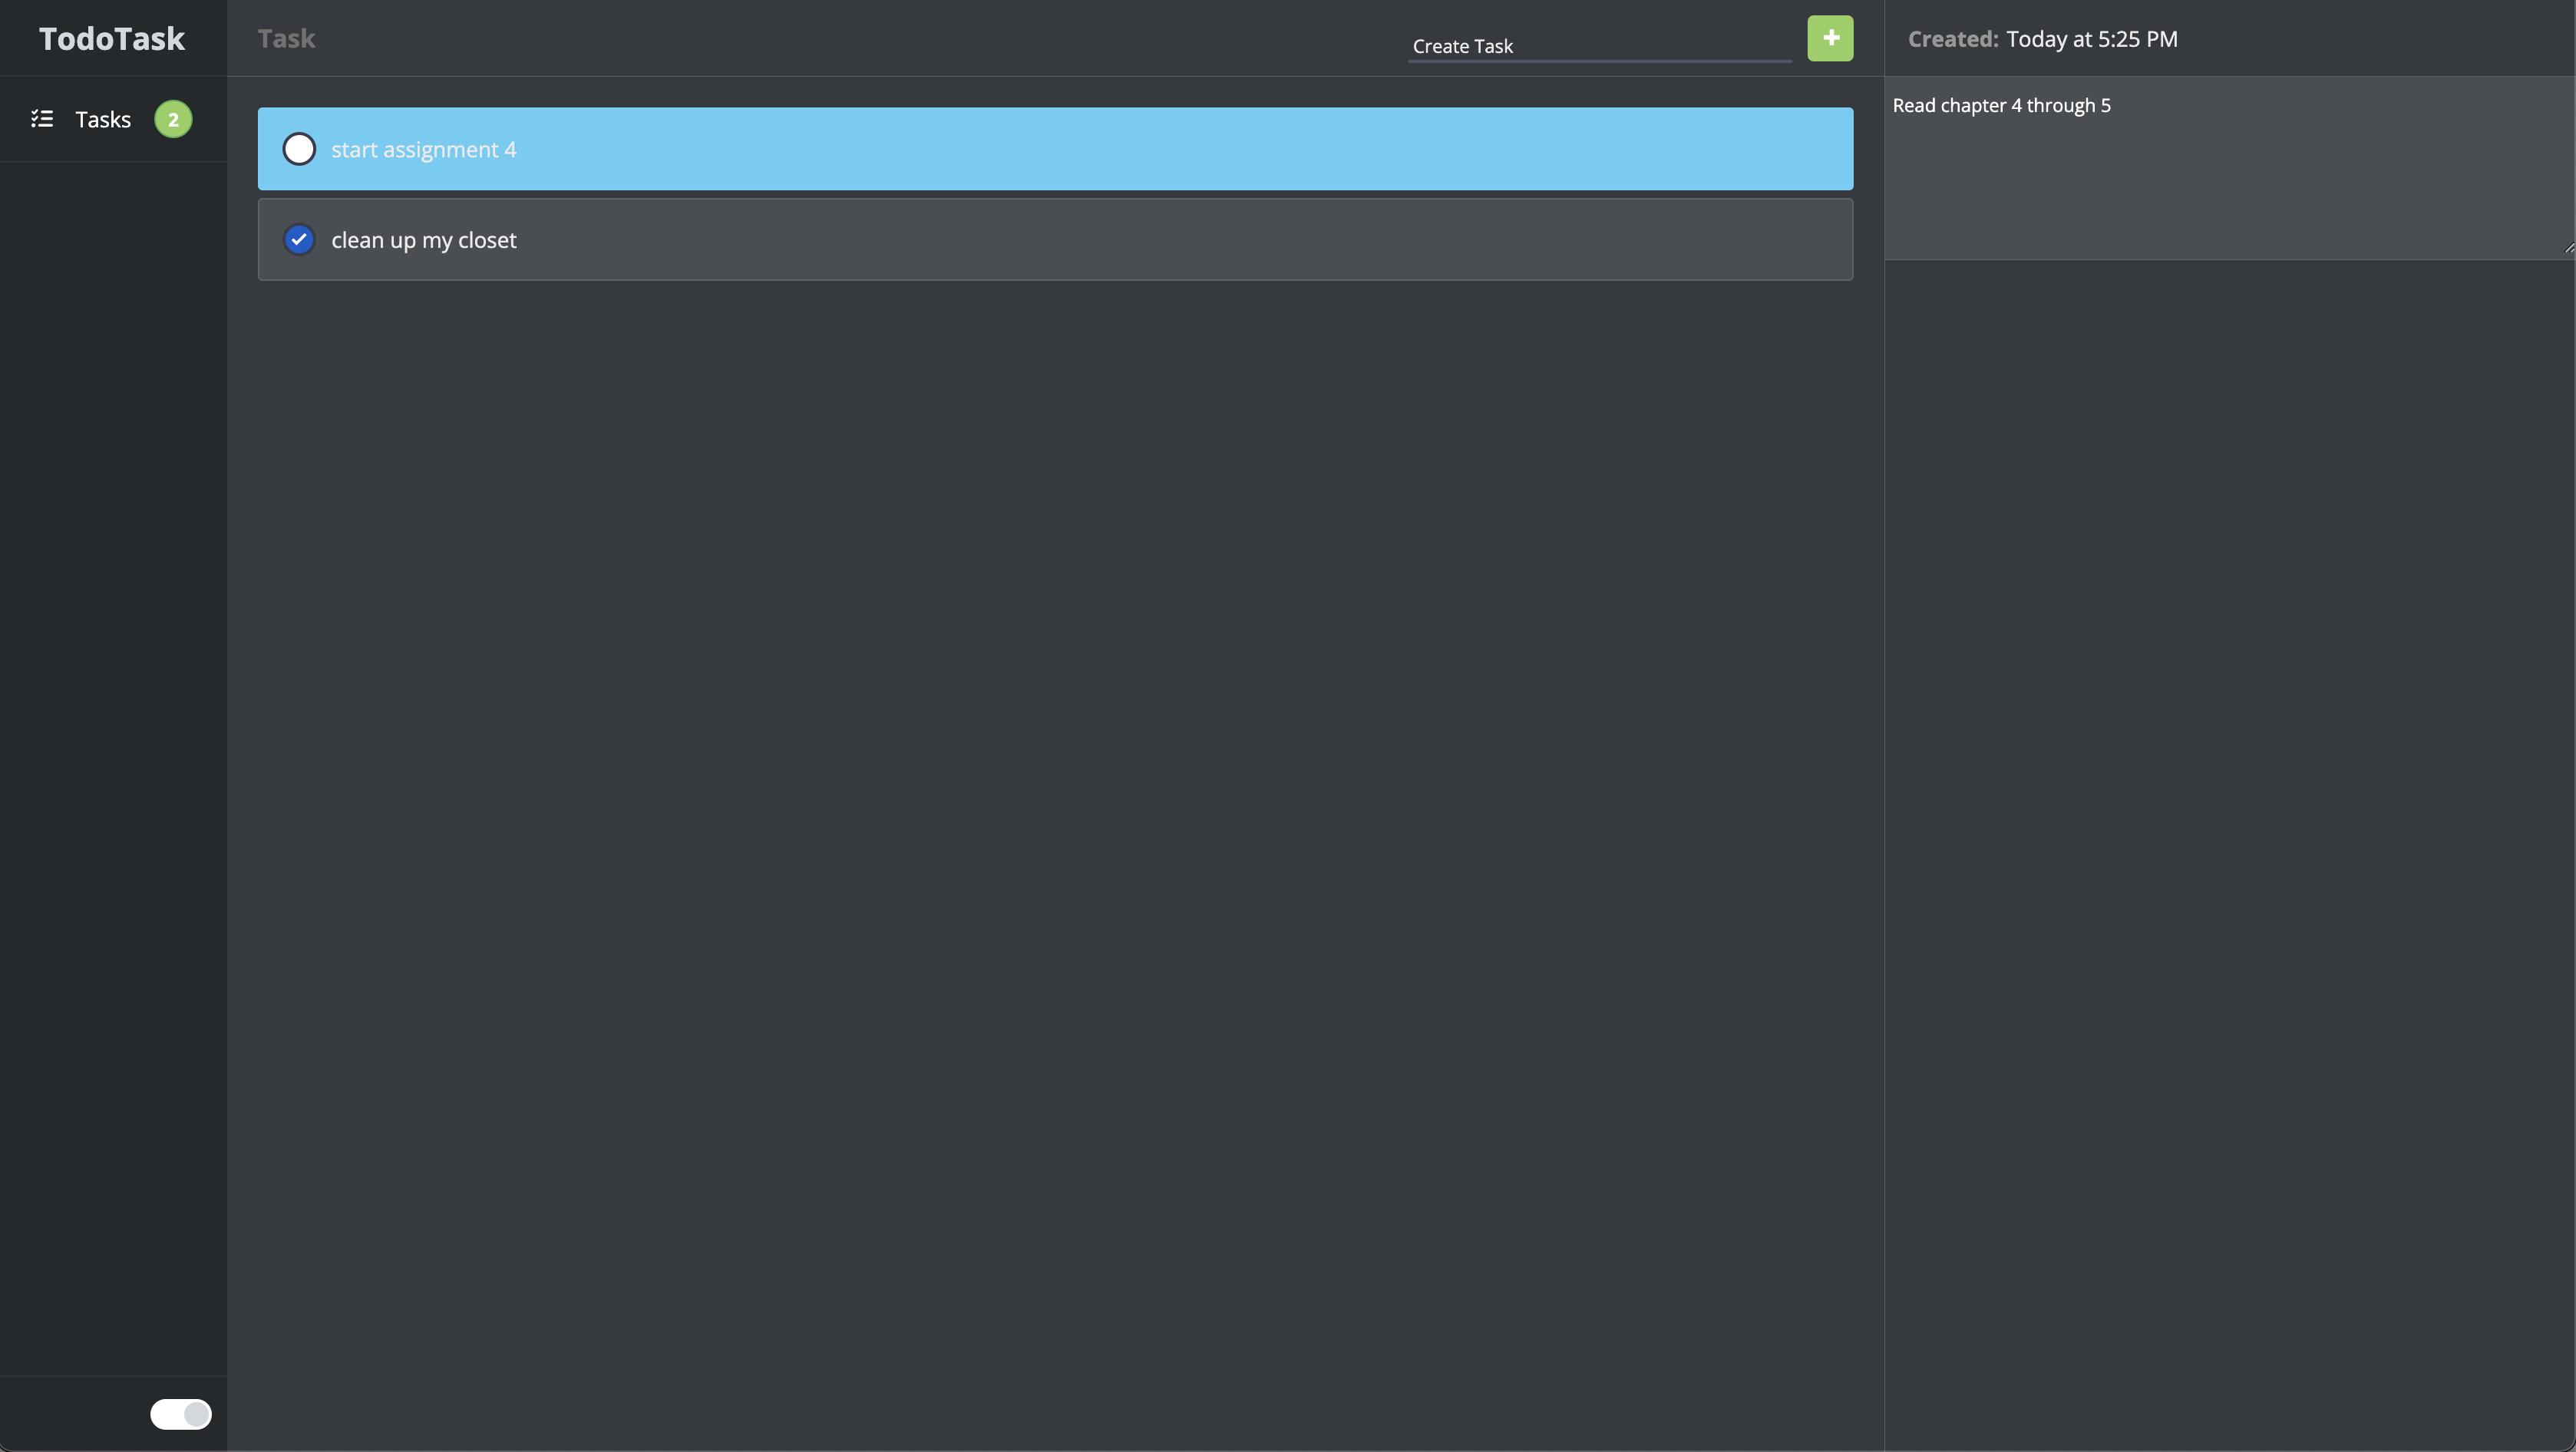 TodoTask
Tasks 2
Task
Create Task
start assignment 4
clean up my closet
Created: Today at 5:25 PM
Read chapter 4 through 5